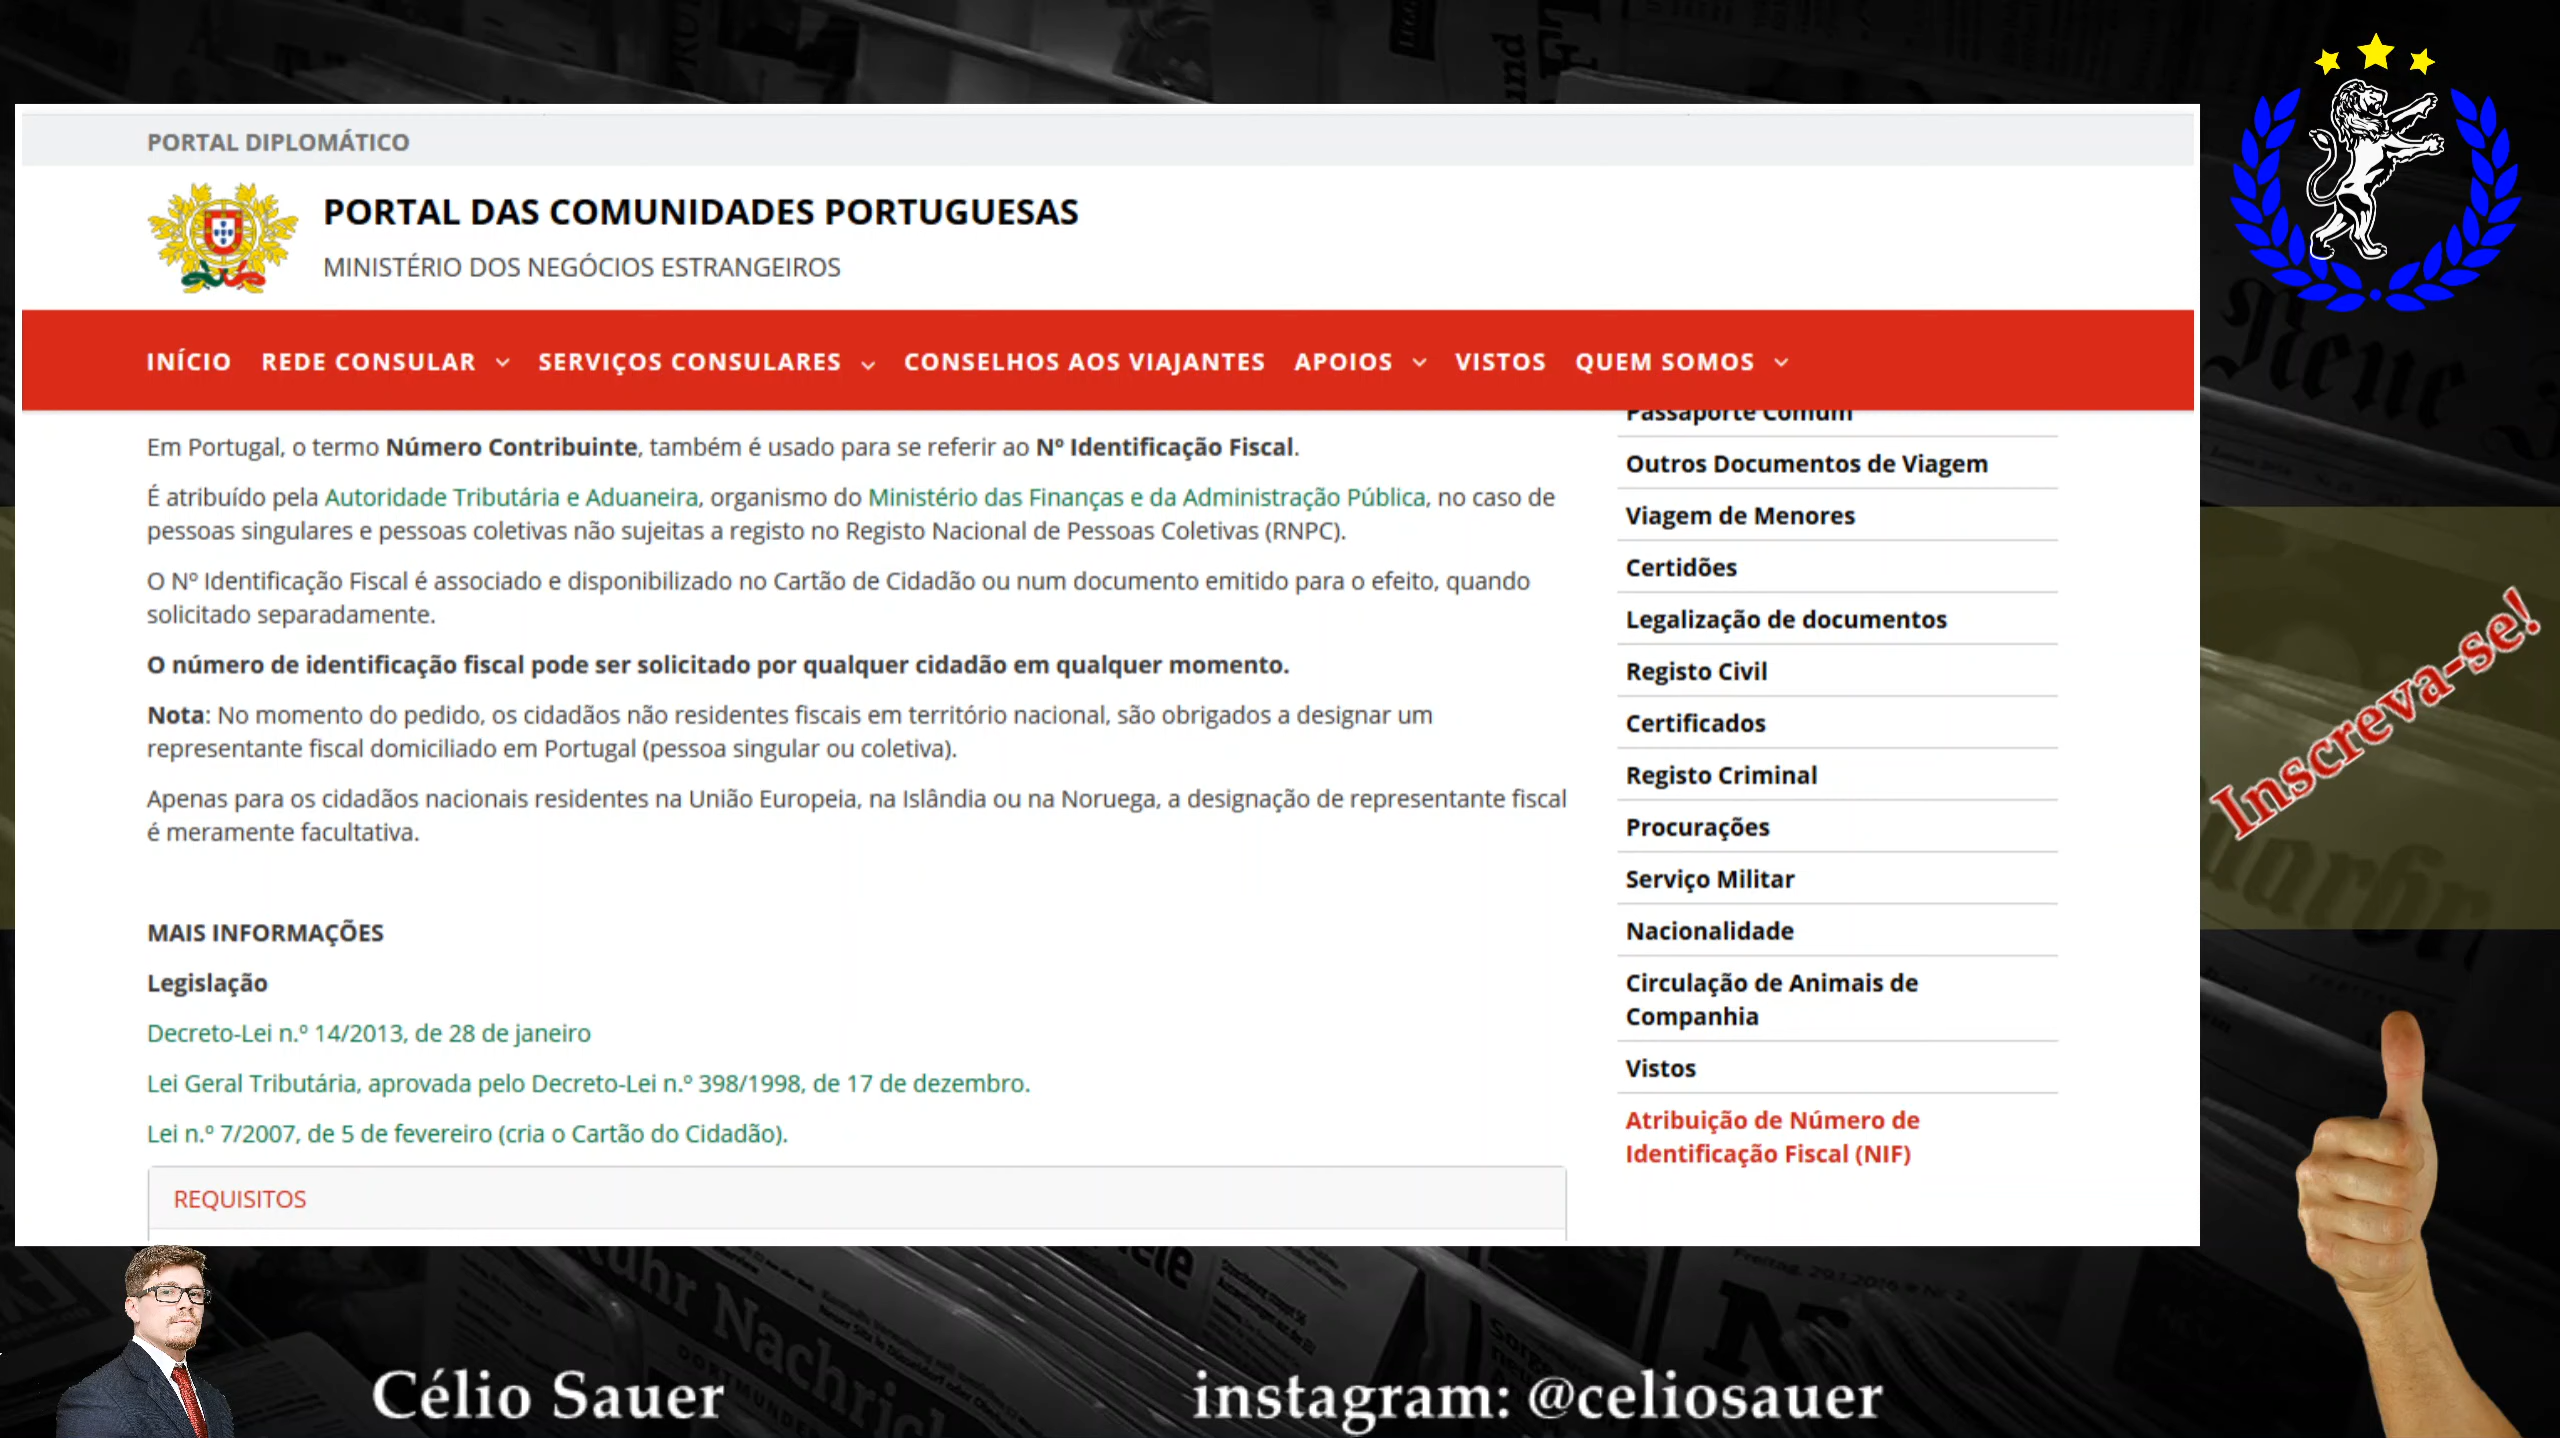 PORTAL DIPLOMÁTICO
PORTAL DAS COMUNIDADES PORTUGUESAS
MINISTÉRIO DOS NEGÓCIOS ESTRANGEIROS
INÍCIO REDE CONSULAR SERVIÇOS CONSULARES CONSELHOS AOS VIAJANTES APOIOS VISTOS QUEM SOMOS
Em Portugal, o termo Número Contribuinte, também é usado para se referir ao Nº Identificação Fiscal.
É atribuído pela Autoridade Tributária e Aduaneira, organismo do Ministério das Finanças e da Administração Pública, no caso de
pessoas singulares e pessoas coletivas não sujeitas a registo no Registo Nacional de Pessoas Coletivas (RNPC).
O Nº Identificação Fiscal é associado e disponibilizado no Cartão de Cidadão ou num documento emitido para o efeito, quando
solicitado separadamente.
O número de identificação fiscal pode ser solicitado por qualquer cidadão em qualquer momento.
Nota: No momento do pedido, os cidadãos não residentes fiscais em território nacional, são obrigados a designar um
representante fiscal domiciliado em Portugal (pessoa singular ou coletiva).
Apenas para os cidadãos nacionais residentes na União Europeia, na Islândia ou na Noruega, a designação de representante fiscal
é meramente facultativa.
MAIS INFORMAÇÕES
Legislação
Decreto-Lei n.º 14/2013, de 28 de janeiro
Lei Geral Tributária, aprovada pelo Decreto-Lei n.º 398/1998, de 17 de dezembro.
Lei n.º 7/2007, de 5 de fevereiro (cria o Cartão do Cidadão).
REQUISITOS
Passaporte Comum
Outros Documentos de Viagem
Viagem de Menores
Certidões
Legalização de documentos
Registo Civil
Certificados
Registo Criminal
Procurações
Serviço Militar
Nacionalidade
Circulação de Animais de
Companhia
Vistos
Atribuição de Número de
Identificação Fiscal (NIF)
Inscreva-se!
Célio Sauer
instagram: @celiosauer